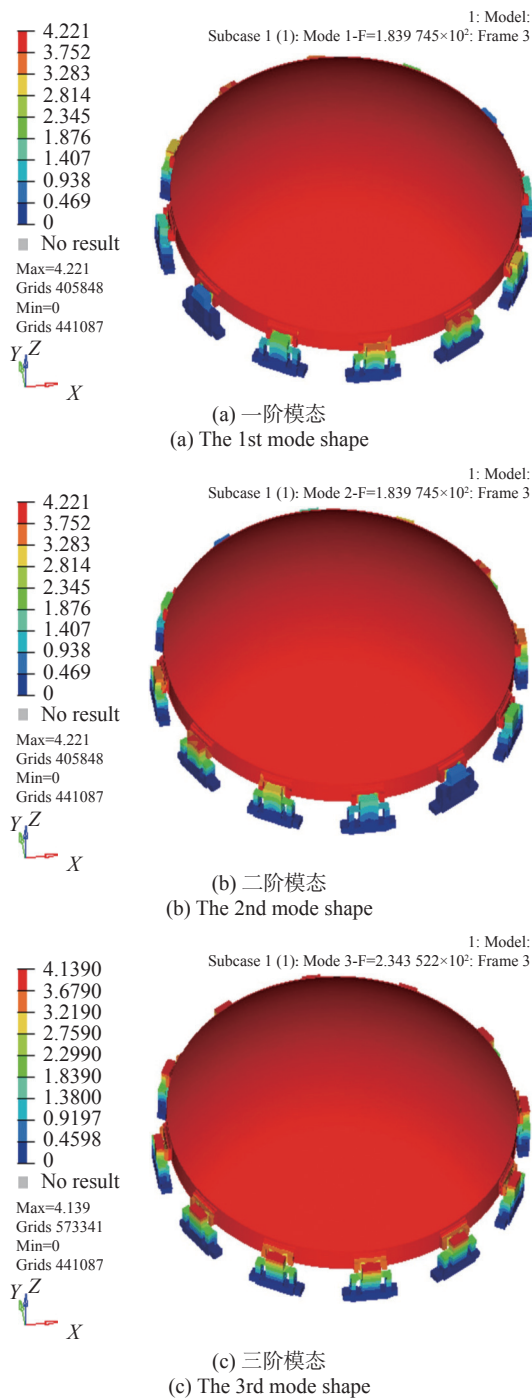 1: Model:
Subcase 1 (1): Mode 1-F=1.839 745×10²: Frame 3
4.221
3.752
3.283
2.814
2.345
1.876
1.407
0.938
0.469
0
No result
Max=4.221
Grids 405848
Min=0
Grids 441087
Y Z
X
(a) 一阶模态
(a) The 1st mode shape
1: Model:
Subcase 1 (1): Mode 2-F=1.839 745×10²: Frame 3
4.221
3.752
3.283
2.814
2.345
1.876
1.407
0.938
0.469
0
No result
Max=4.221
Grids 405848
Min=0
Grids 441087
Y Z
X
(b) 二阶模态
(b) The 2nd mode shape
1: Model:
Subcase 1 (1): Mode 3-F=2.343 522×10²: Frame 3
4.1390
3.6790
3.2190
2.7590
2.2990
1.8390
1.3800
0.9197
0.4598
0
No result
Max=4.139
Grids 573341
Min=0
Grids 441087
Y Z
X
(c) 三阶模态
(c) The 3rd mode shape